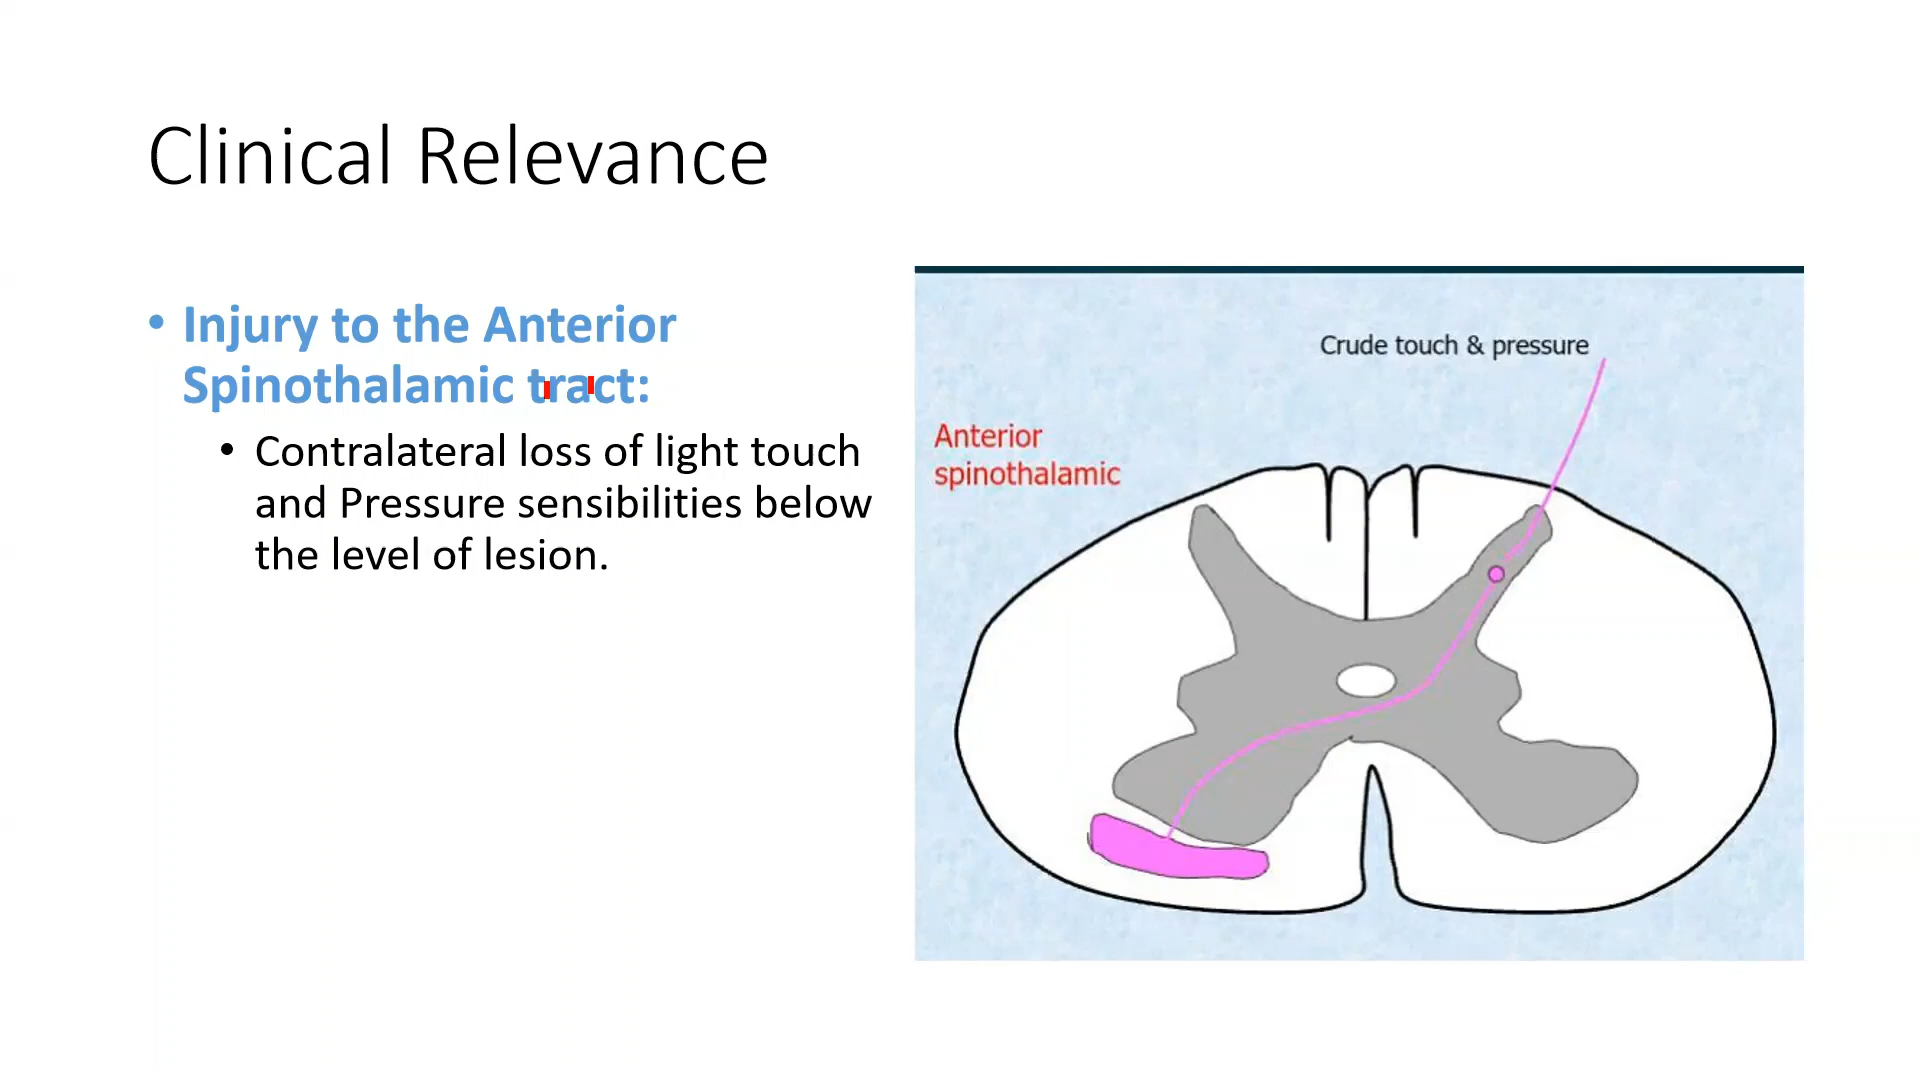 Clinical Relevance
• Injury to the Anterior
Spinothalamic tract:
• Contralateral loss of light touch
and Pressure sensibilities below
the level of lesion.
Crude touch & pressure
Anterior
spinothalamic